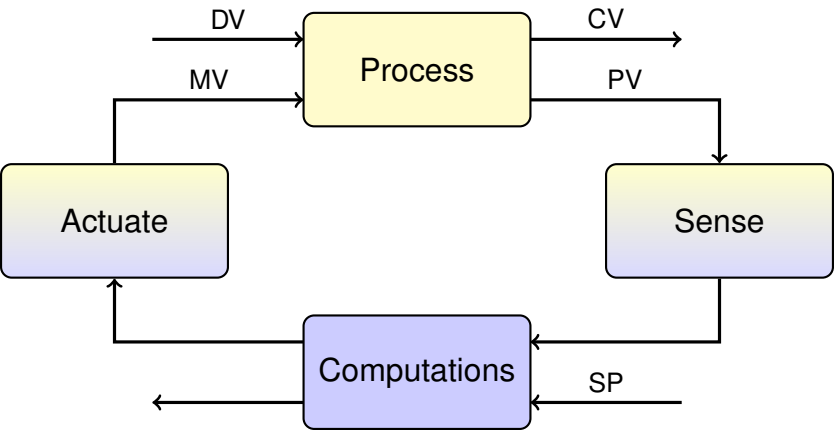 DV
CV
Process
MV
PV
Actuate
Sense
Computations
SP